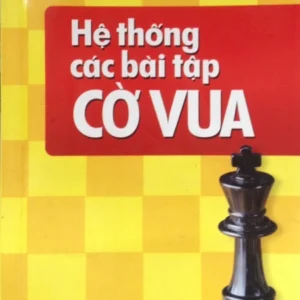 Hệ thống
các bài tập
CỜ VUA